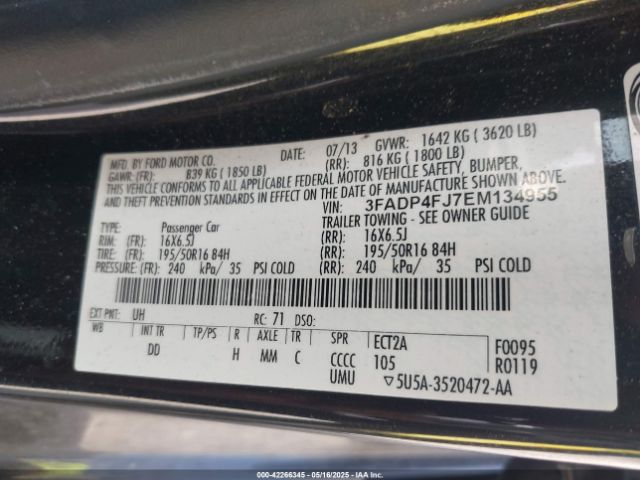 MFD. BY FORD MOTOR CO. DATE: 07/13 GVWR: 1642 KG ( 3620 LB)
GAWR: (FR): 839 KG ( 1850 LB) (RR): 816 KG ( 1800 LB)
THIS VEHICLE CONFORMS TO ALL APPLICABLE FEDERAL MOTOR VEHICLE SAFETY, BUMPER,
AND THEFT PREVENTION STANDARDS IN EFFECT ON THE DATE OF MANUFACTURE SHOWN ABOVE.
VIN: 3FADP4FJ7EM134955
TYPE: Passenger Car TRAILER TOWING - SEE OWNER GUIDE
RIM: (FR): 16X6.5J (RR): 16X6.5J
TIRE: (FR): 195/50R16 84H (RR): 195/50R16 84H
PRESSURE: (FR): 240 kPa/ 35 PSI COLD (RR): 240 kPa/ 35 PSI COLD
EXT PNT: UH RC: 71 DSO:
WB INT TR TP/PS R AXLE TR SPR ECT2A F0095
DD H MM C CCCC 105 R0119
UMU ▽5U5A-3520472-AA
000-42266345 | 05/16/2025 | IAA Inc.